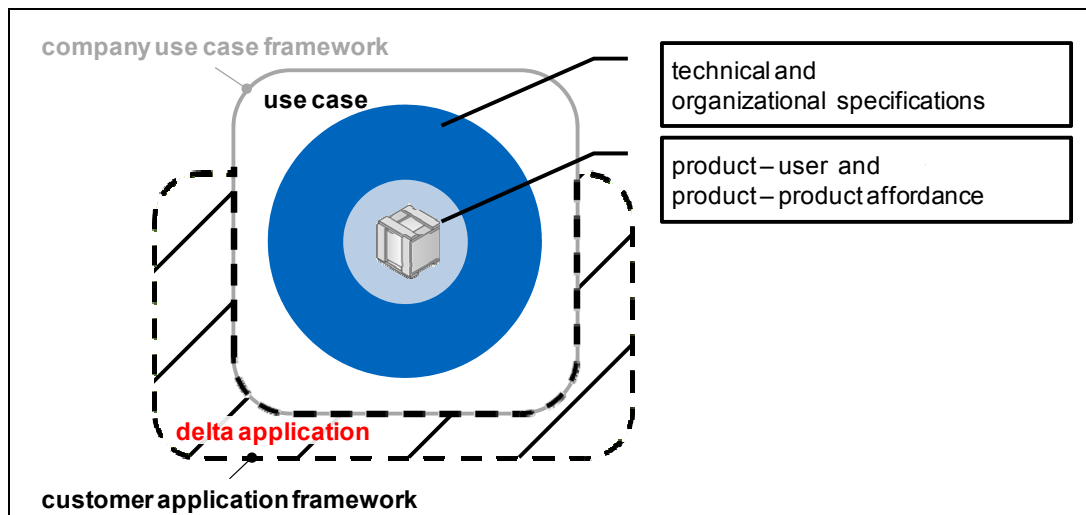 company use case framework
use case
technical and
organizational specifications
product – user and
product – product affordance
delta application
customer application framework